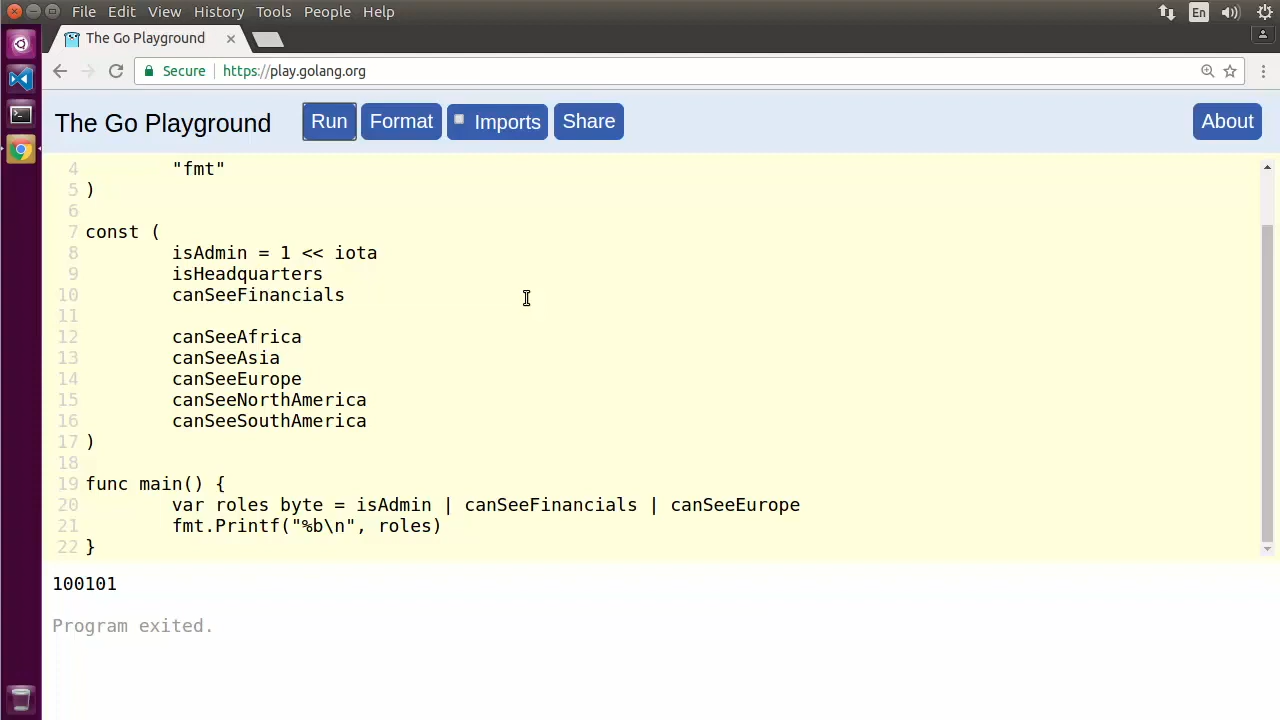 File Edit View History Tools People Help
En
The Go Playground
Secure https://play.golang.org
The Go Playground Run Format Imports Share About
4 "fmt"
5 )
6
7 const (
8 isAdmin = 1 << iota
9 isHeadquarters
10 canSeeFinancials
11
12 canSeeAfrica
13 canSeeAsia
14 canSeeEurope
15 canSeeNorthAmerica
16 canSeeSouthAmerica
17 )
18
19 func main() {
20 var roles byte = isAdmin | canSeeFinancials | canSeeEurope
21 fmt.Printf("%b\n", roles)
22 }
100101
Program exited.